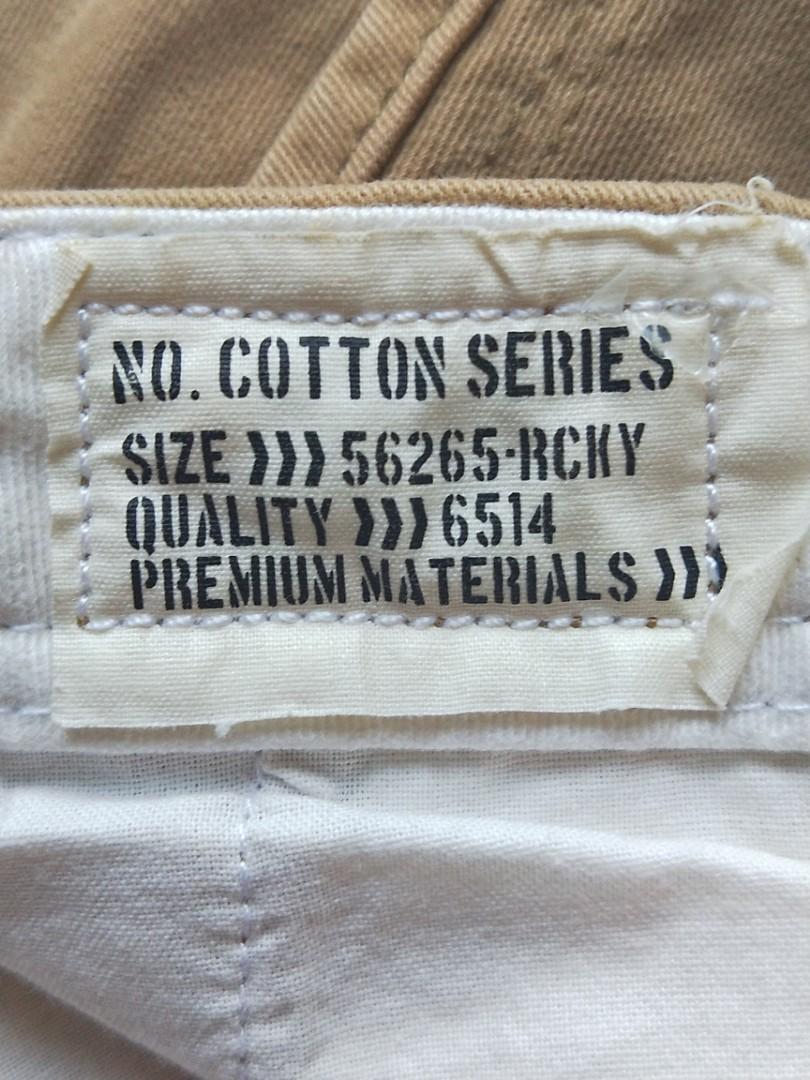 NO. COTTON SERIES
SIZE ❯❯❯ 56265-RCKY
QUALITY ❯❯❯ 6514
PREMIUM MATERIALS ❯❯❯